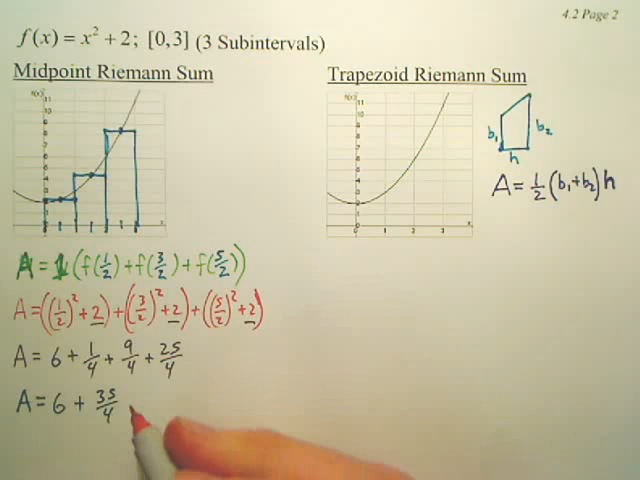 4.2 Page 2
f(x) = x² + 2; [0,3] (3 Subintervals)
Midpoint Riemann Sum
A = 1(f(1/2) + f(3/2) + f(5/2))
A = ((1/2)² + 2) + ((3/2)² + 2) + ((5/2)² + 2)
A = 6 + 1/4 + 9/4 + 25/4
A = 6 + 35/4
Trapezoid Riemann Sum
b₁ b₂
h
A = 1/2 (b₁ + b₂) h